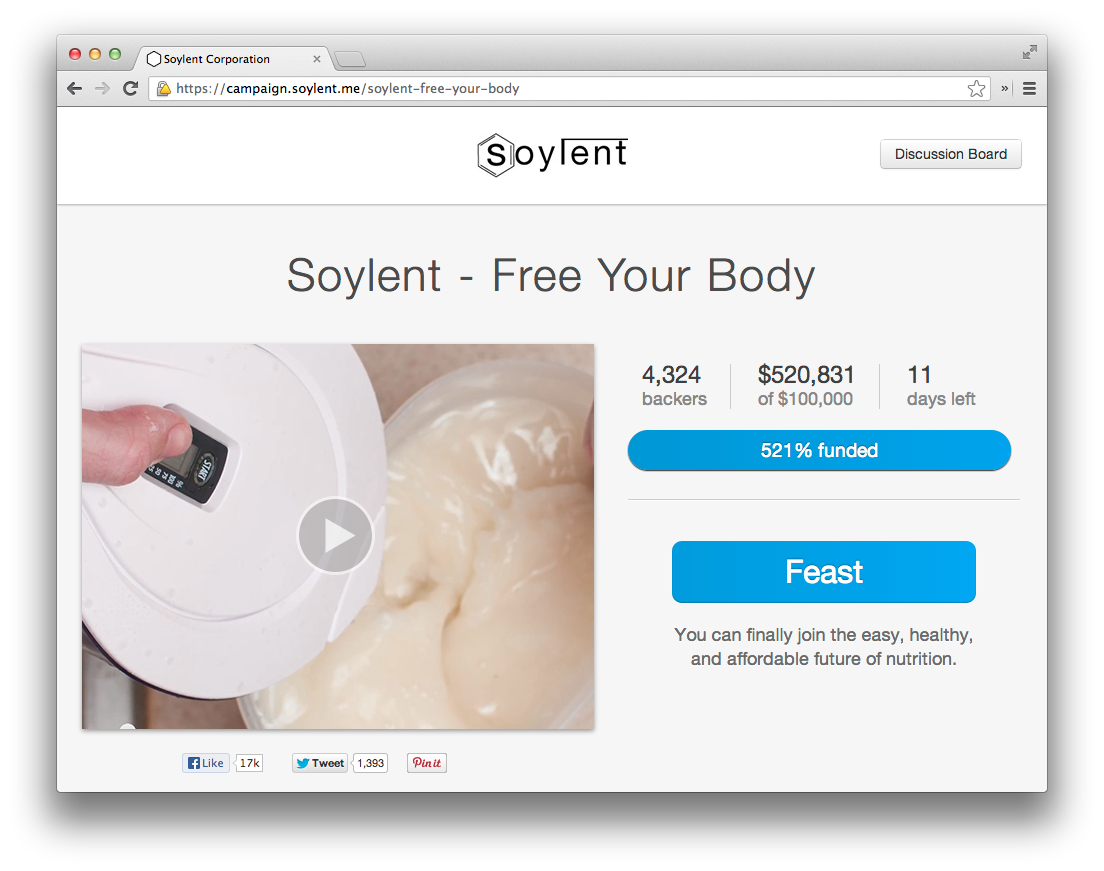 Soylent Corporation
https://campaign.soylent.me/soylent-free-your-body
soylent
Discussion Board
Soylent - Free Your Body
4,324
backers
$520,831
of $100,000
11
days left
521% funded
START
Feast
You can finally join the easy, healthy,
and affordable future of nutrition.
Like
17k
Tweet
1,393
Pin it